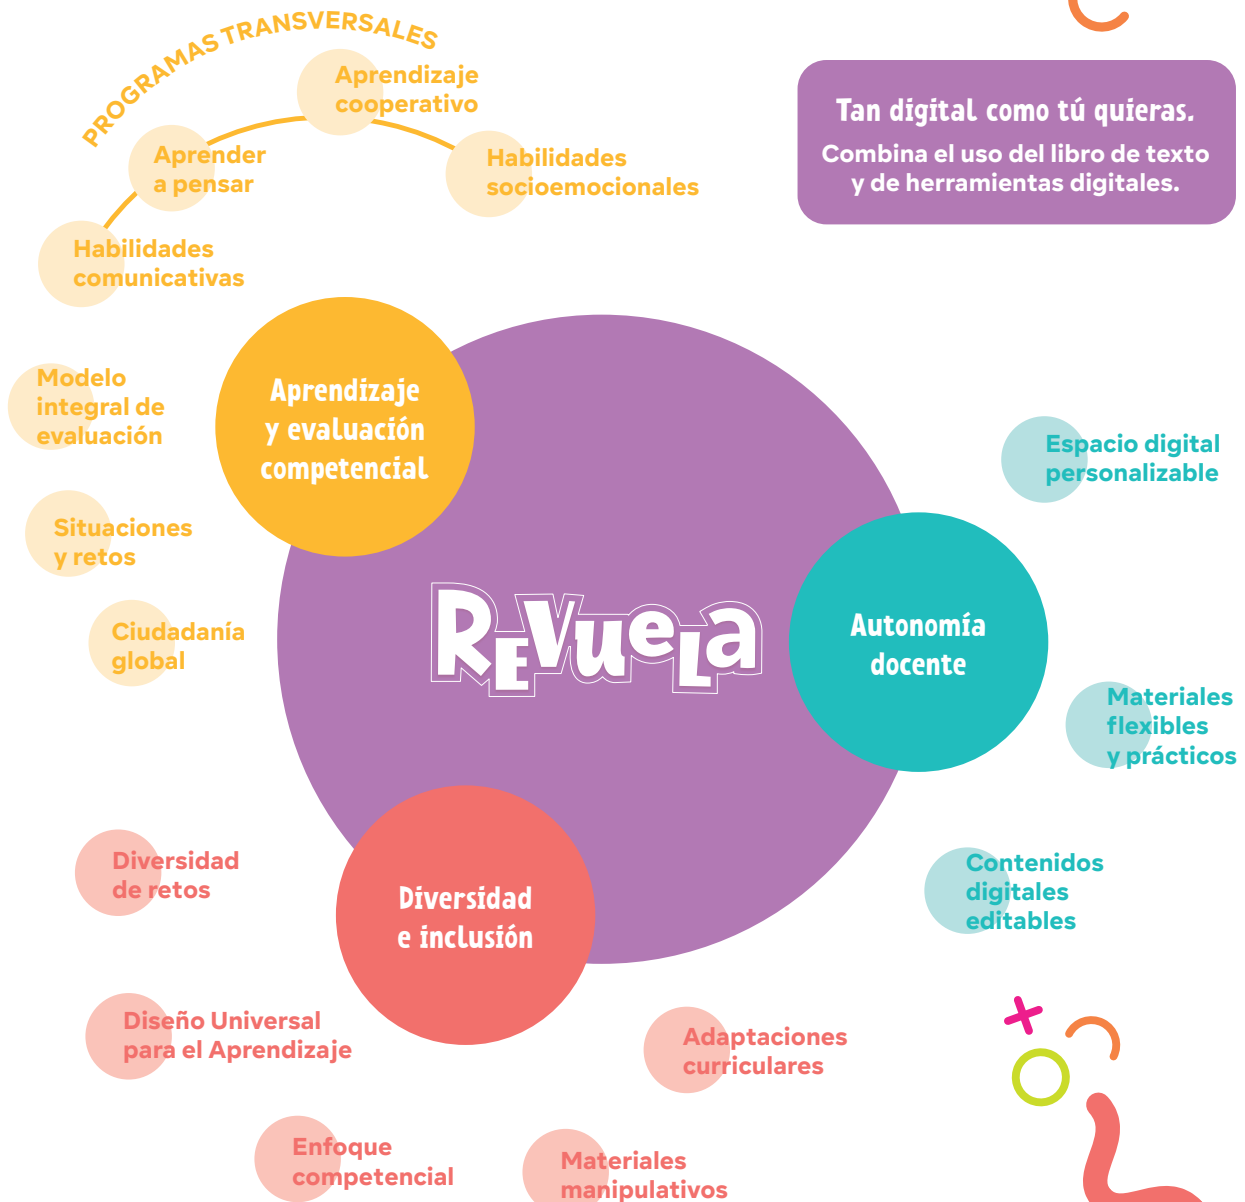 PROGRAMAS TRANSVERSALES
Aprendizaje
cooperativo
Aprender
a pensar
Habilidades
socioemocionales
Habilidades
comunicativas
Tan digital como tú quieras.
Combina el uso del libro de texto
y de herramientas digitales.
Modelo
integral de
evaluación
Situaciones
y retos
Ciudadanía
global
Aprendizaje
y evaluación
competencial
REVuela
Autonomía
docente
Espacio digital
personalizable
Materiales
flexibles
y prácticos
Contenidos
digitales
editables
Diversidad
e inclusión
Diversidad
de retos
Diseño Universal
para el Aprendizaje
Enfoque
competencial
Materiales
manipulativos
Adaptaciones
curriculares